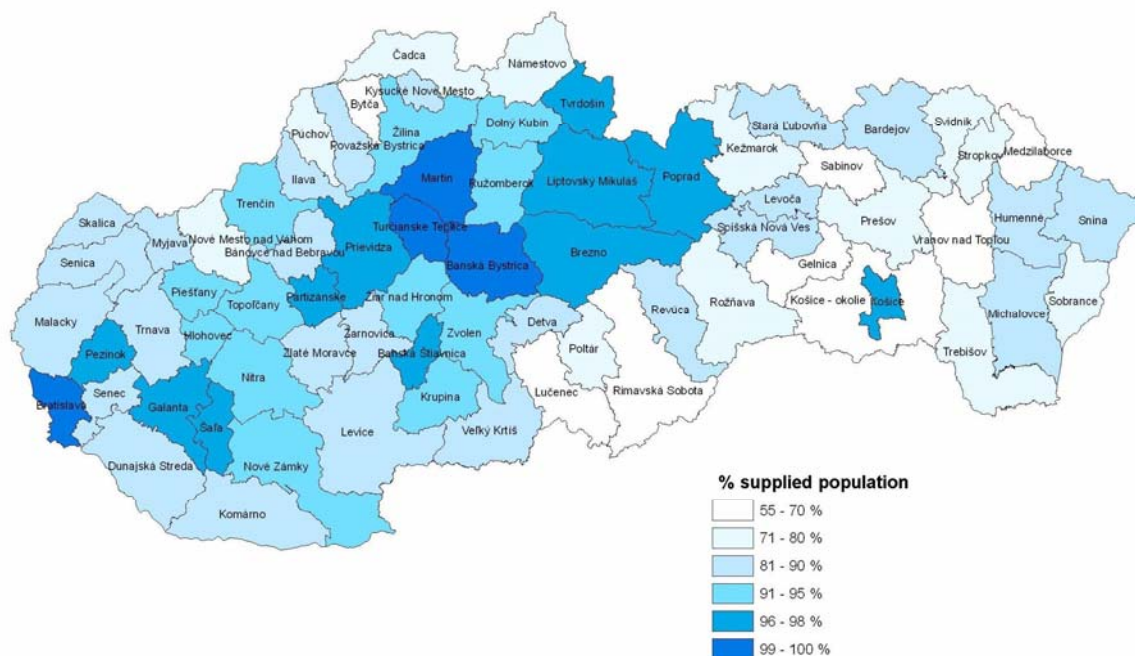 Čadca
Námestovo
Kysucké Nové Mesto
Bytča
Tvrdošín
Púchov
Žilina
Dolný Kubín
Považská Bystrica
Stará Ľubovňa
Bardejov
Svidník
Stropkov
Medzilaborce
Kežmarok
Sabinov
Ilava
Martin
Ružomberok
Liptovský Mikuláš
Poprad
Levoča
Prešov
Humenné
Snina
Trenčín
Skalica
Myjava
Nové Mesto nad Váhom
Turčianske Teplice
Prievidza
Spišská Nová Ves
Vranov nad Topľou
Bánovce nad Bebravou
Senica
Brezno
Banská Bystrica
Gelnica
Piešťany
Topoľčany
Partizánske
Žiar nad Hronom
Rožňava
Košice - okolie
Košice
Sobrance
Malacky
Trnava
Hlohovec
Žarnovica
Zvolen
Detva
Revúca
Michalovce
Pezinok
Zlaté Moravce
Banská Štiavnica
Poltár
Trebišov
Nitra
Bratislava
Senec
Galanta
Krupina
Lučenec
Rimavská Sobota
Šaľa
Levice
Veľký Krtíš
Dunajská Streda
Nové Zámky
Komárno
% supplied population
55 - 70 %
71 - 80 %
81 - 90 %
91 - 95 %
96 - 98 %
99 - 100 %